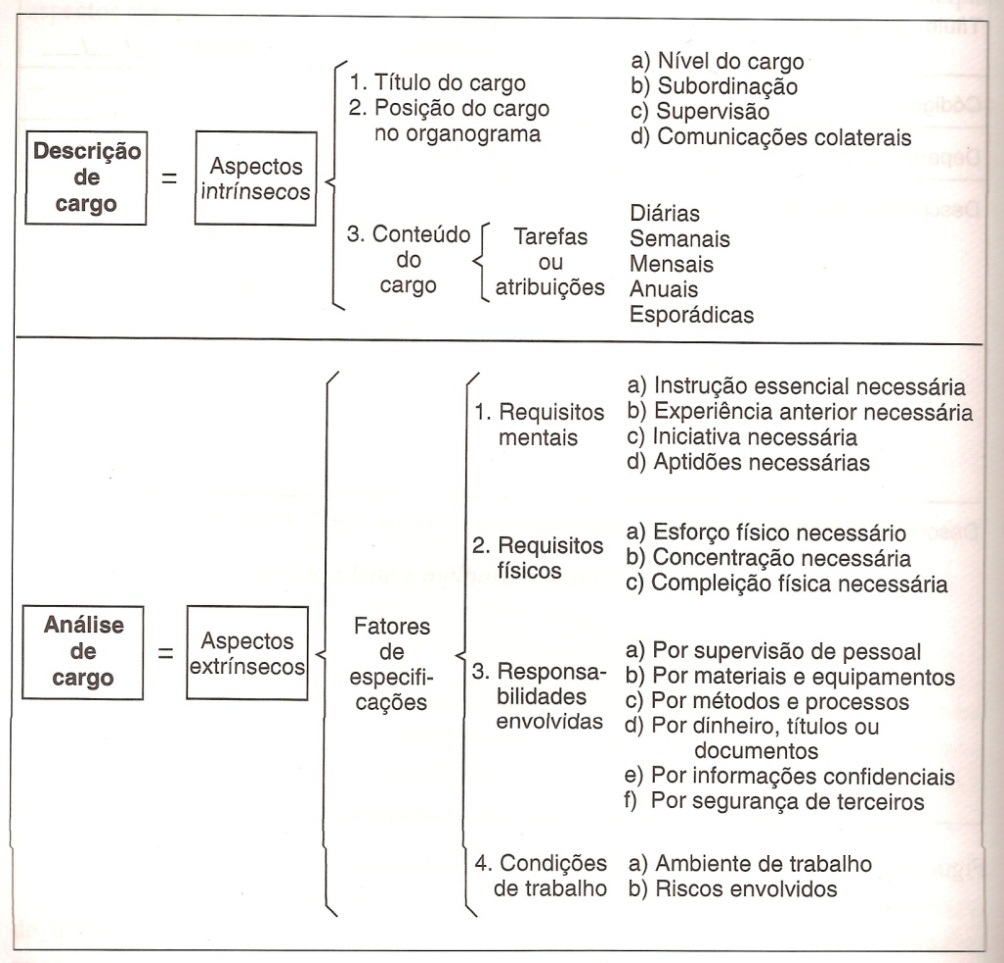 Descrição
de
cargo
=
Aspectos
intrínsecos
1. Título do cargo
2. Posição do cargo
no organograma
a) Nível do cargo
b) Subordinação
c) Supervisão
d) Comunicações colaterais
3. Conteúdo
do
cargo
Tarefas
ou
atribuições
Diárias
Semanais
Mensais
Anuais
Esporádicas
Análise
de
cargo
=
Aspectos
extrínsecos
Fatores
de
especifi-
cações
1. Requisitos
mentais
a) Instrução essencial necessária
b) Experiência anterior necessária
c) Iniciativa necessária
d) Aptidões necessárias
2. Requisitos
físicos
a) Esforço físico necessário
b) Concentração necessária
c) Compleição física necessária
3. Responsa-
bilidades
envolvidas
a) Por supervisão de pessoal
b) Por materiais e equipamentos
c) Por métodos e processos
d) Por dinheiro, títulos ou
documentos
e) Por informações confidenciais
f) Por segurança de terceiros
4. Condições
de trabalho
a) Ambiente de trabalho
b) Riscos envolvidos